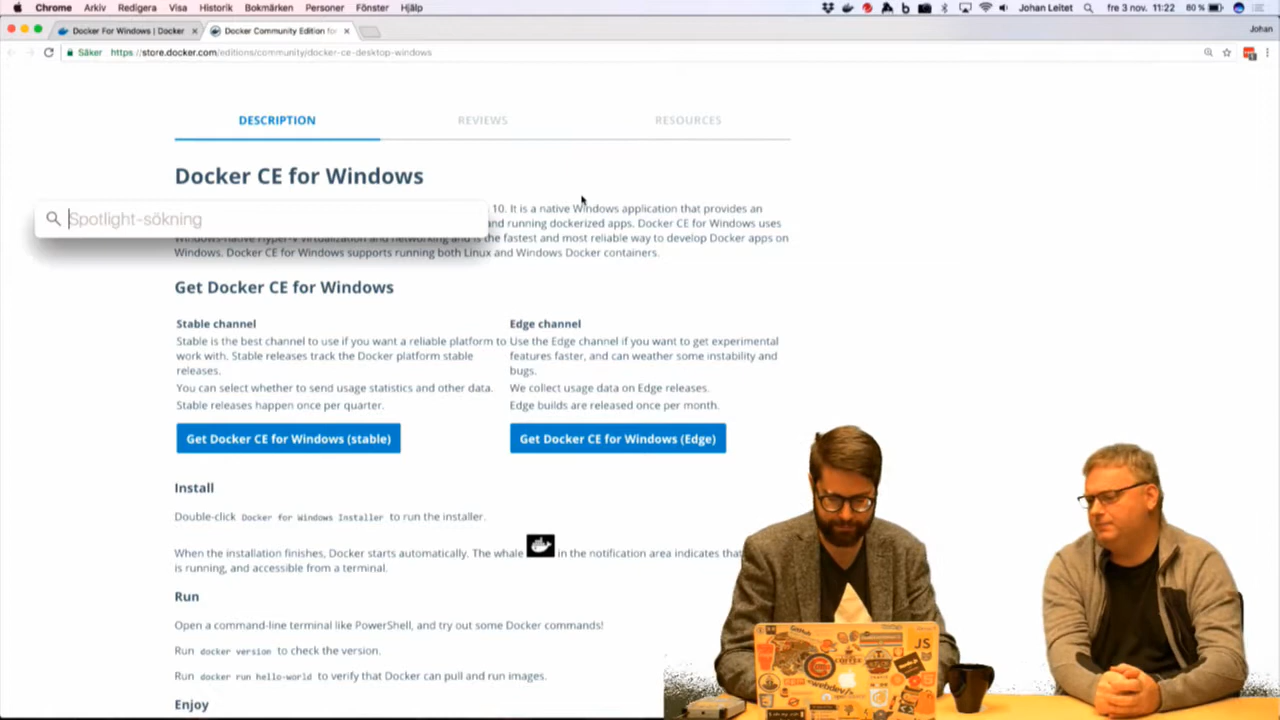 Chrome Arkiv Redigera Visa Historik Bokmärken Personer Fönster Hjälp Johan Leitet fre 3 nov. 11:22 80 %
Docker For Windows | Docker × Docker Community Edition for × Johan
Säker https://store.docker.com/editions/community/docker-ce-desktop-windows
DESCRIPTION REVIEWS RESOURCES
Docker CE for Windows
Spotlight-sökning
10. It is a native Windows application that provides an
and running dockerized apps. Docker CE for Windows uses
Windows-native Hyper-V virtualization and networking and is the fastest and most reliable way to develop Docker apps on
Windows. Docker CE for Windows supports running both Linux and Windows Docker containers.
Get Docker CE for Windows
Stable channel
Stable is the best channel to use if you want a reliable platform to
work with. Stable releases track the Docker platform stable
releases.
You can select whether to send usage statistics and other data.
Stable releases happen once per quarter.
Get Docker CE for Windows (stable)
Edge channel
Use the Edge channel if you want to get experimental
features faster, and can weather some instability and
bugs.
We collect usage data on Edge releases.
Edge builds are released once per month.
Get Docker CE for Windows (Edge)
Install
Double-click Docker for Windows Installer to run the installer.
When the installation finishes, Docker starts automatically. The whale in the notification area indicates that
is running, and accessible from a terminal.
Run
Open a command-line terminal like PowerShell, and try out some Docker commands!
Run docker version to check the version.
Run docker run hello-world to verify that Docker can pull and run images.
Enjoy
GitHub
JS
COFFEE
<webdev/>